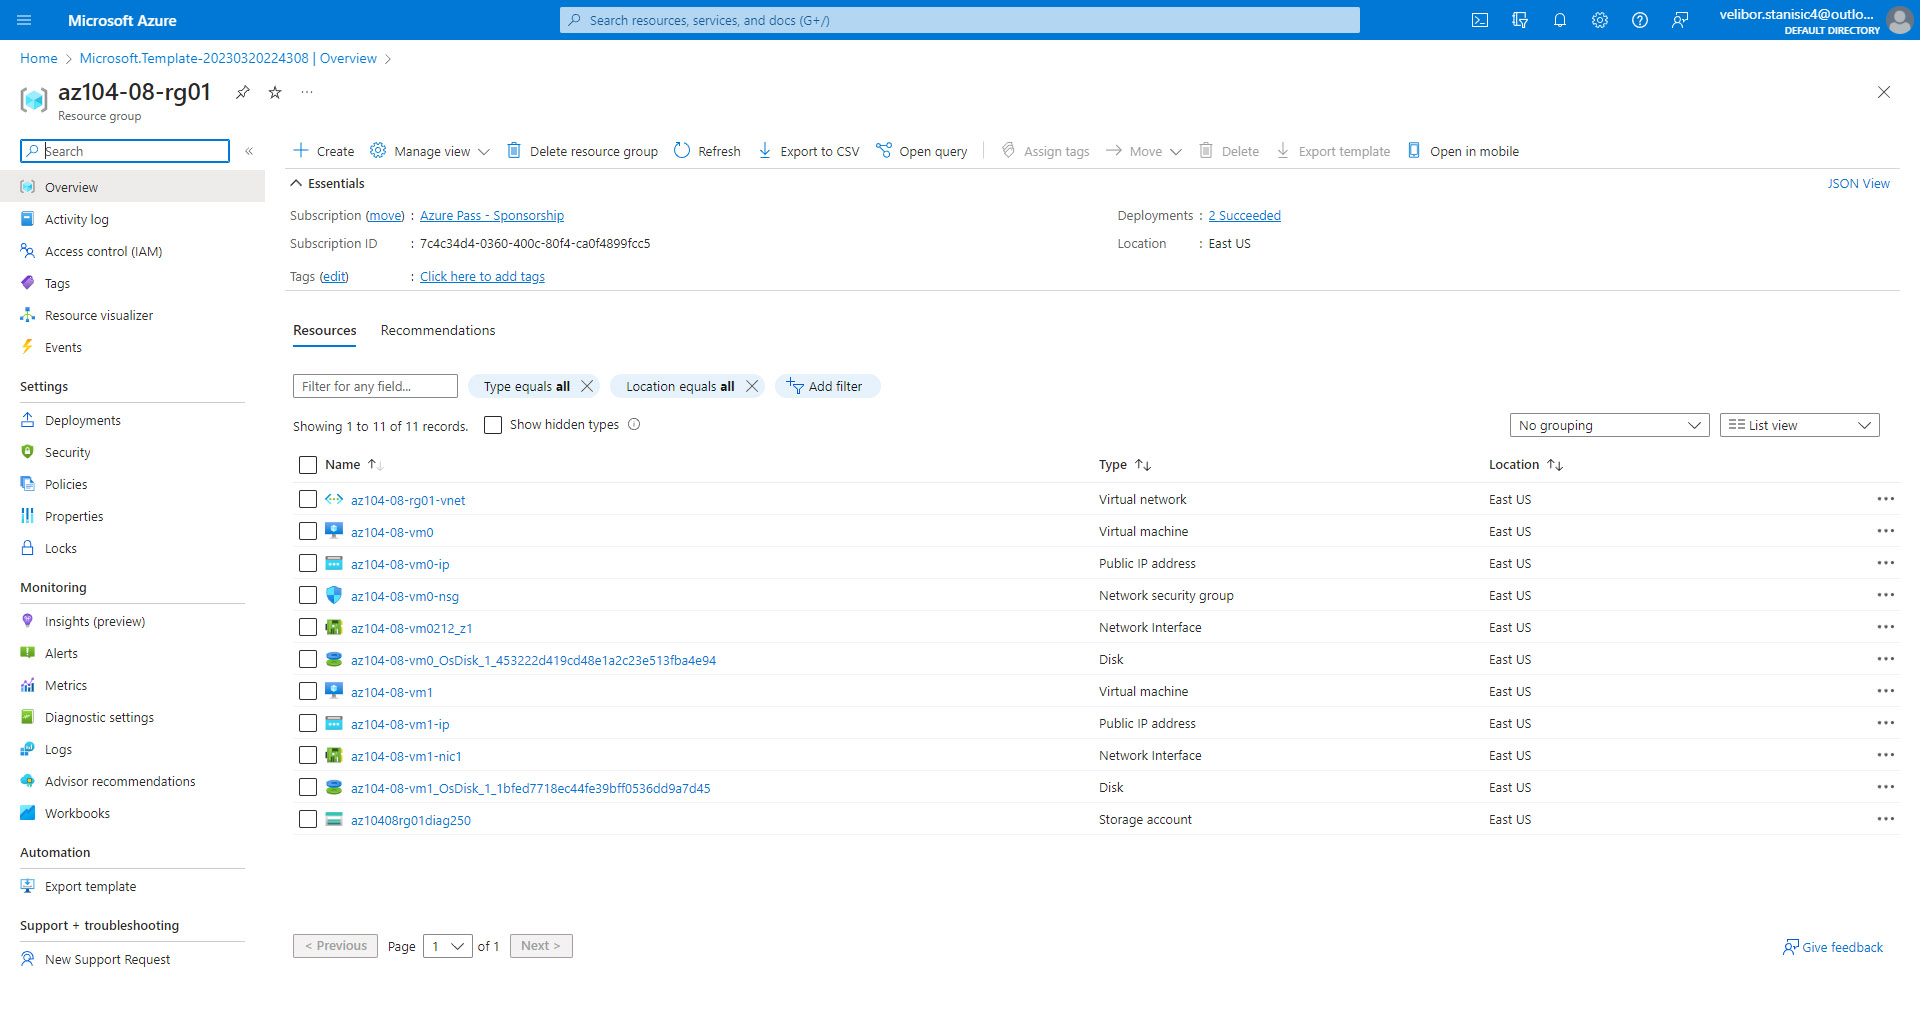 Microsoft Azure
Search resources, services, and docs (G+/)
velibor.stanisic4@outlo...
DEFAULT DIRECTORY
Home > Microsoft.Template-20230320224308 | Overview >
az104-08-rg01
...
Resource group
Search
«
Overview
Activity log
Access control (IAM)
Tags
Resource visualizer
Events
Settings
Deployments
Security
Policies
Properties
Locks
Monitoring
Insights (preview)
Alerts
Metrics
Diagnostic settings
Logs
Advisor recommendations
Workbooks
Automation
Export template
Support + troubleshooting
New Support Request
Create Manage view Delete resource group Refresh Export to CSV Open query Assign tags Move Delete Export template Open in mobile
Essentials
JSON View
Subscription (move) : Azure Pass - Sponsorship
Subscription ID : 7c4c34d4-0360-400c-80f4-ca0f4899fcc5
Tags (edit) : Click here to add tags
Deployments : 2 Succeeded
Location : East US
Resources Recommendations
Filter for any field... Type equals all Location equals all Add filter
Showing 1 to 11 of 11 records. Show hidden types
No grouping List view
Name Type Location
az104-08-rg01-vnet Virtual network East US ...
az104-08-vm0 Virtual machine East US ...
az104-08-vm0-ip Public IP address East US ...
az104-08-vm0-nsg Network security group East US ...
az104-08-vm0212_z1 Network Interface East US ...
az104-08-vm0_OsDisk_1_453222d419cd48e1a2c23e513fba4e94 Disk East US ...
az104-08-vm1 Virtual machine East US ...
az104-08-vm1-ip Public IP address East US ...
az104-08-vm1-nic1 Network Interface East US ...
az104-08-vm1_OsDisk_1_1bfed7718ec44fe39bff0536dd9a7d45 Disk East US ...
az10408rg01diag250 Storage account East US ...
< Previous Page 1 of 1 Next >
Give feedback